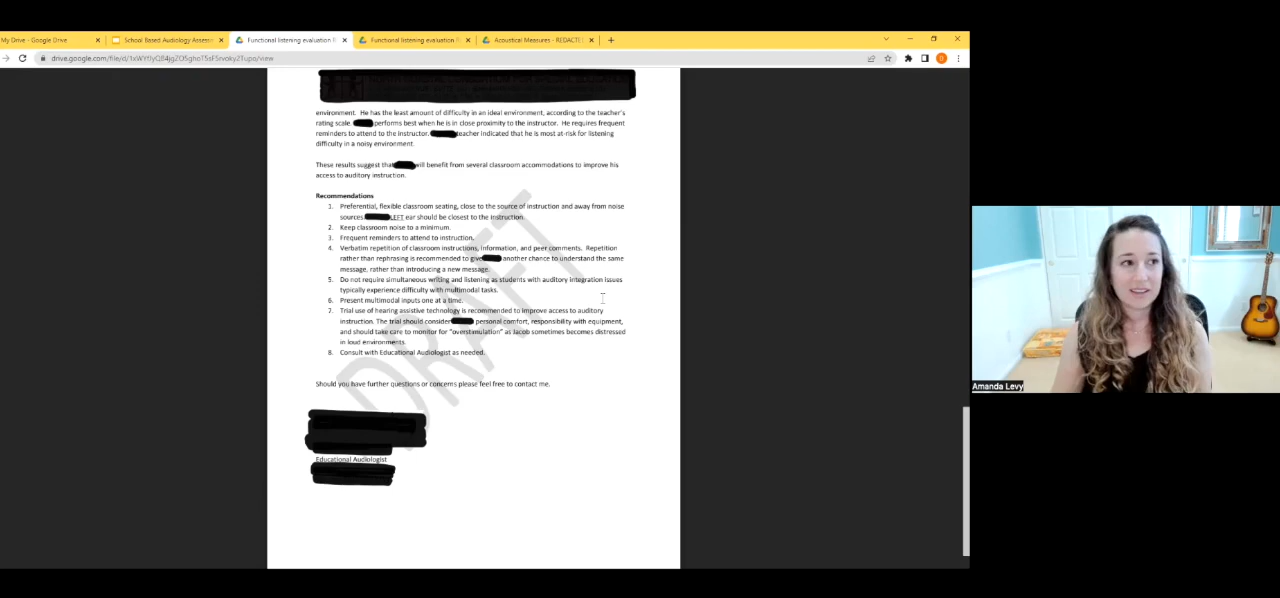 My Drive - Google Drive
School Based Audiology Assess
Functional listening evaluation
Functional listening evaluation
Acoustical Measures - REDACTE
drive.google.com/file/d/
/view
environment. He has the least amount of difficulty in an ideal environment, according to the teacher's
rating scale. performs best when he is in close proximity to the instructor. He requires frequent
reminders to attend to the instructor. teacher indicated that he is most at-risk for listening
difficulty in a noisy environment.
These results suggest that will benefit from several classroom accommodations to improve his
access to auditory instruction.
Recommendations
1. Preferential, flexible classroom seating, close to the source of instruction and away from noise
sources. LEFT ear should be closest to the instruction.
2. Keep classroom noise to a minimum.
3. Frequent reminders to attend to instruction.
4. Verbatim repetition of classroom instructions, information, and peer comments. Repetition
rather than rephrasing is recommended to give another chance to understand the same
message, rather than introducing a new message.
5. Do not require simultaneous writing and listening as students with auditory integration issues
typically experience difficulty with multimodal tasks.
6. Present multimodal inputs one at a time.
7. Trial use of hearing assistive technology is recommended to improve access to auditory
instruction. The trial should consider personal comfort, responsibility with equipment,
and should take care to monitor for "overstimulation" as Jacob sometimes becomes distressed
in loud environments.
8. Consult with Educational Audiologist as needed.
DRAFT
Should you have further questions or concerns please feel free to contact me.
Educational Audiologist
Amanda Levy